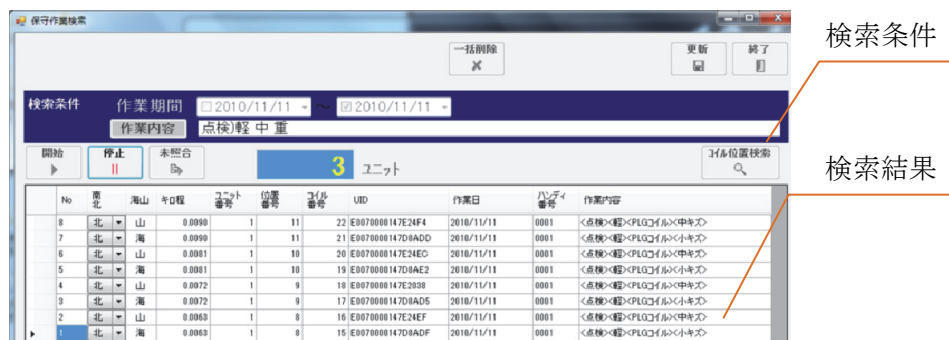 保守作業検索
検索条件
一括削除 更新 終了
検索条件 作業期間 2010/11/11 ~ 2010/11/11
作業内容 点検)軽 中 重
開始 停止 未照合 3 ユニット コイル位置検索
検索結果
No 南北 海山 キロ程 ユニット番号 位置番号 コイル番号 UID 作業日 ハンディ番号 作業内容
8 北 山 0.0090 1 11 22 E0070000147E24F4 2010/11/11 0001 <点検><軽><PLGコイル><中キズ>
7 北 海 0.0090 1 11 21 E0070000147D8ADD 2010/11/11 0001 <点検><軽><PLGコイル><小キズ>
6 北 山 0.0081 1 10 20 E0070000147E24EC 2010/11/11 0001 <点検><軽><PLGコイル><中キズ>
5 北 海 0.0081 1 10 19 E0070000147D8AE2 2010/11/11 0001 <点検><軽><PLGコイル><小キズ>
4 北 山 0.0072 1 9 18 E0070000147E2038 2010/11/11 0001 <点検><軽><PLGコイル><中キズ>
3 北 海 0.0072 1 9 17 E0070000147D8AD5 2010/11/11 0001 <点検><軽><PLGコイル><小キズ>
2 北 山 0.0063 1 8 16 E0070000147E24EF 2010/11/11 0001 <点検><軽><PLGコイル><中キズ>
1 北 海 0.0063 1 8 15 E0070000147D8ADF 2010/11/11 0001 <点検><軽><PLGコイル><小キズ>